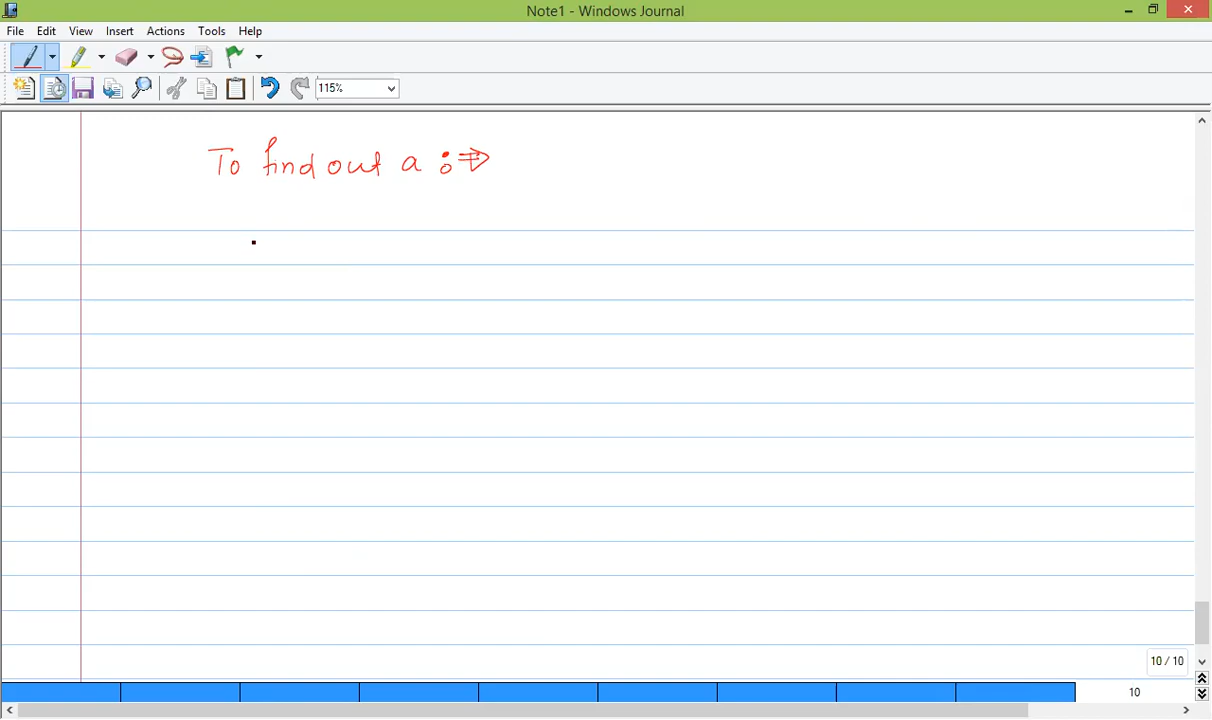 Note1 - Windows Journal
File Edit View Insert Actions Tools Help
115%
To find out a :⇒
10 / 10
10